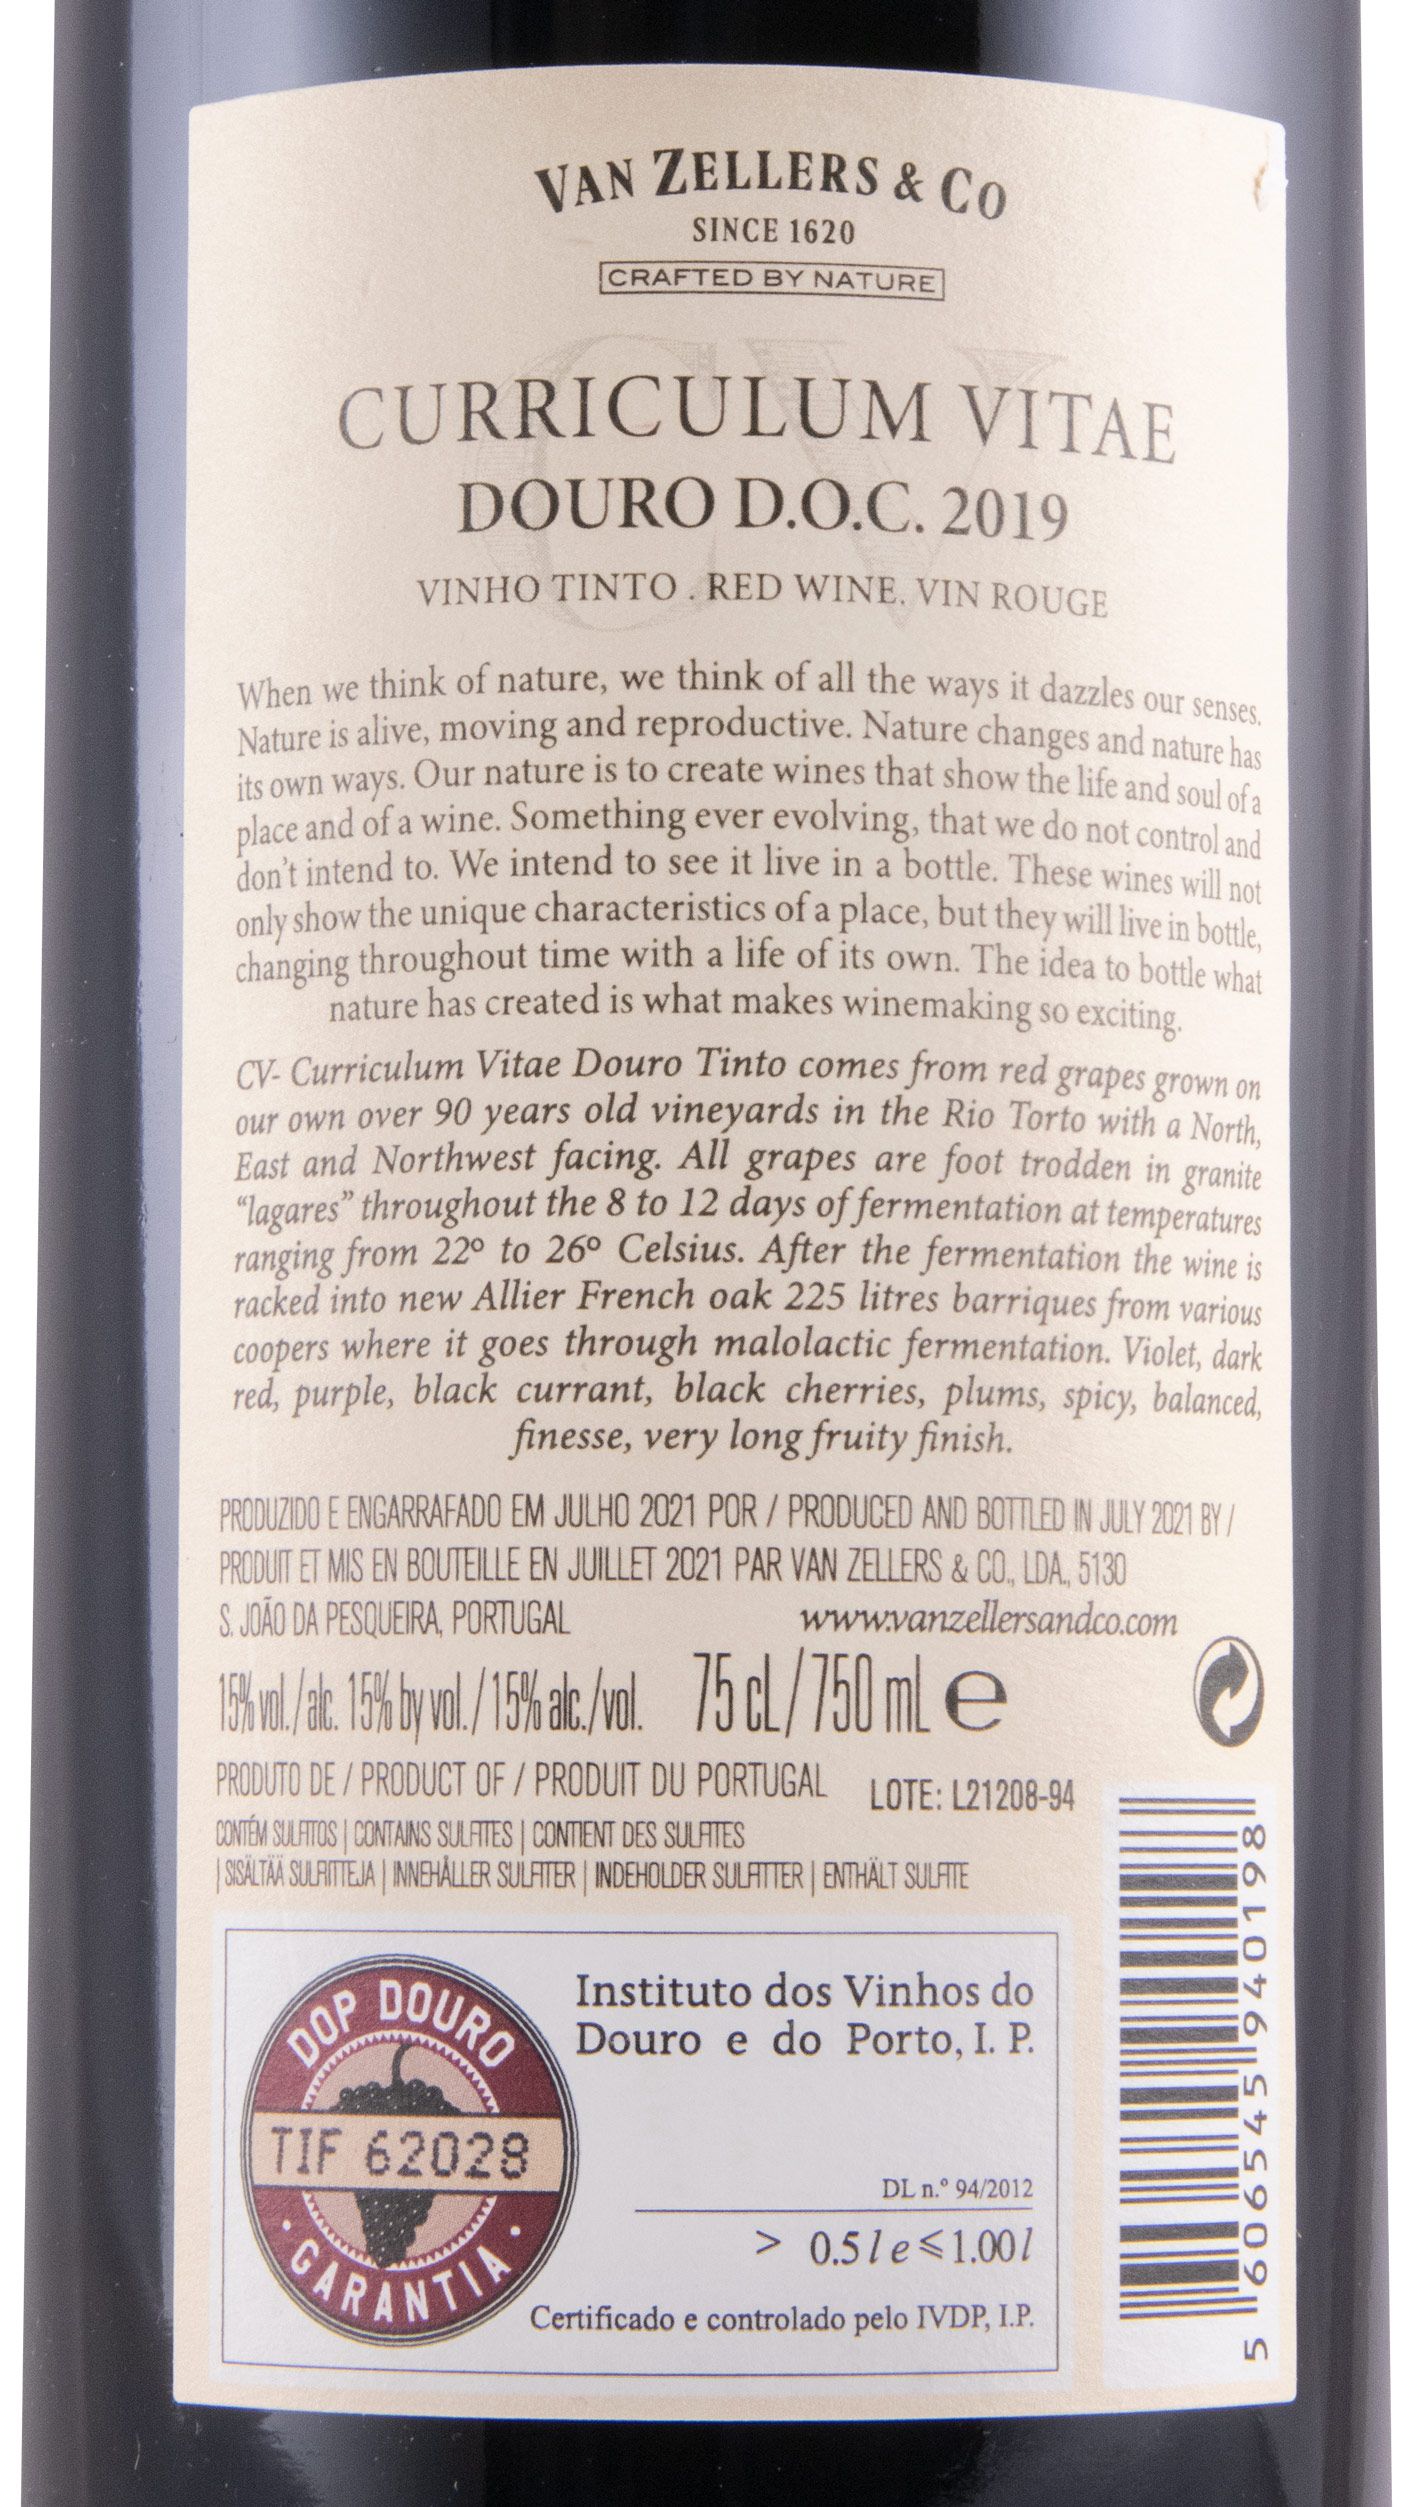 VAN ZELLERS & CO
SINCE 1620
CRAFTED BY NATURE
CV
CURRICULUM VITAE
DOURO D.O.C. 2019
VINHO TINTO . RED WINE. VIN ROUGE
When we think of nature, we think of all the ways it dazzles our senses.
Nature is alive, moving and reproductive. Nature changes and nature has
its own ways. Our nature is to create wines that show the life and soul of a
place and of a wine. Something ever evolving, that we do not control and
don't intend to. We intend to see it live in a bottle. These wines will not
only show the unique characteristics of a place, but they will live in bottle,
changing throughout time with a life of its own. The idea to bottle what
nature has created is what makes winemaking so exciting.
CV- Curriculum Vitae Douro Tinto comes from red grapes grown on
our own over 90 years old vineyards in the Rio Torto with a North,
East and Northwest facing. All grapes are foot trodden in granite
“lagares” throughout the 8 to 12 days of fermentation at temperatures
ranging from 22º to 26º Celsius. After the fermentation the wine is
racked into new Allier French oak 225 litres barriques from various
coopers where it goes through malolactic fermentation. Violet, dark
red, purple, black currant, black cherries, plums, spicy, balanced,
finesse, very long fruity finish.
PRODUZIDO E ENGARRAFADO EM JULHO 2021 POR / PRODUCED AND BOTTLED IN JULY 2021 BY /
PRODUIT ET MIS EN BOUTEILLE EN JUILLET 2021 PAR VAN ZELLERS & CO., LDA., 5130
S. JOÃO DA PESQUEIRA, PORTUGAL www.vanzellersandco.com
15% vol. / alc. 15% by vol. / 15% alc./vol. 75 cL / 750 mL e
PRODUTO DE / PRODUCT OF / PRODUIT DU PORTUGAL LOTE: L21208-94
CONTÉM SULFITOS | CONTAINS SULFITES | CONTIENT DES SULFITES
| SISÄLTÄÄ SULFIITTEJA | INNEHÅLLER SULFITER | INDEHOLDER SULFITTER | ENTHÄLT SULFITE
DOP DOURO
TIF 62028
GARANTIA
Instituto dos Vinhos do
Douro e do Porto, I. P.
DL n.º 94/2012
> 0.5 l e ≤ 1.00 l
Certificado e controlado pelo IVDP, I.P.
5 606545 940198